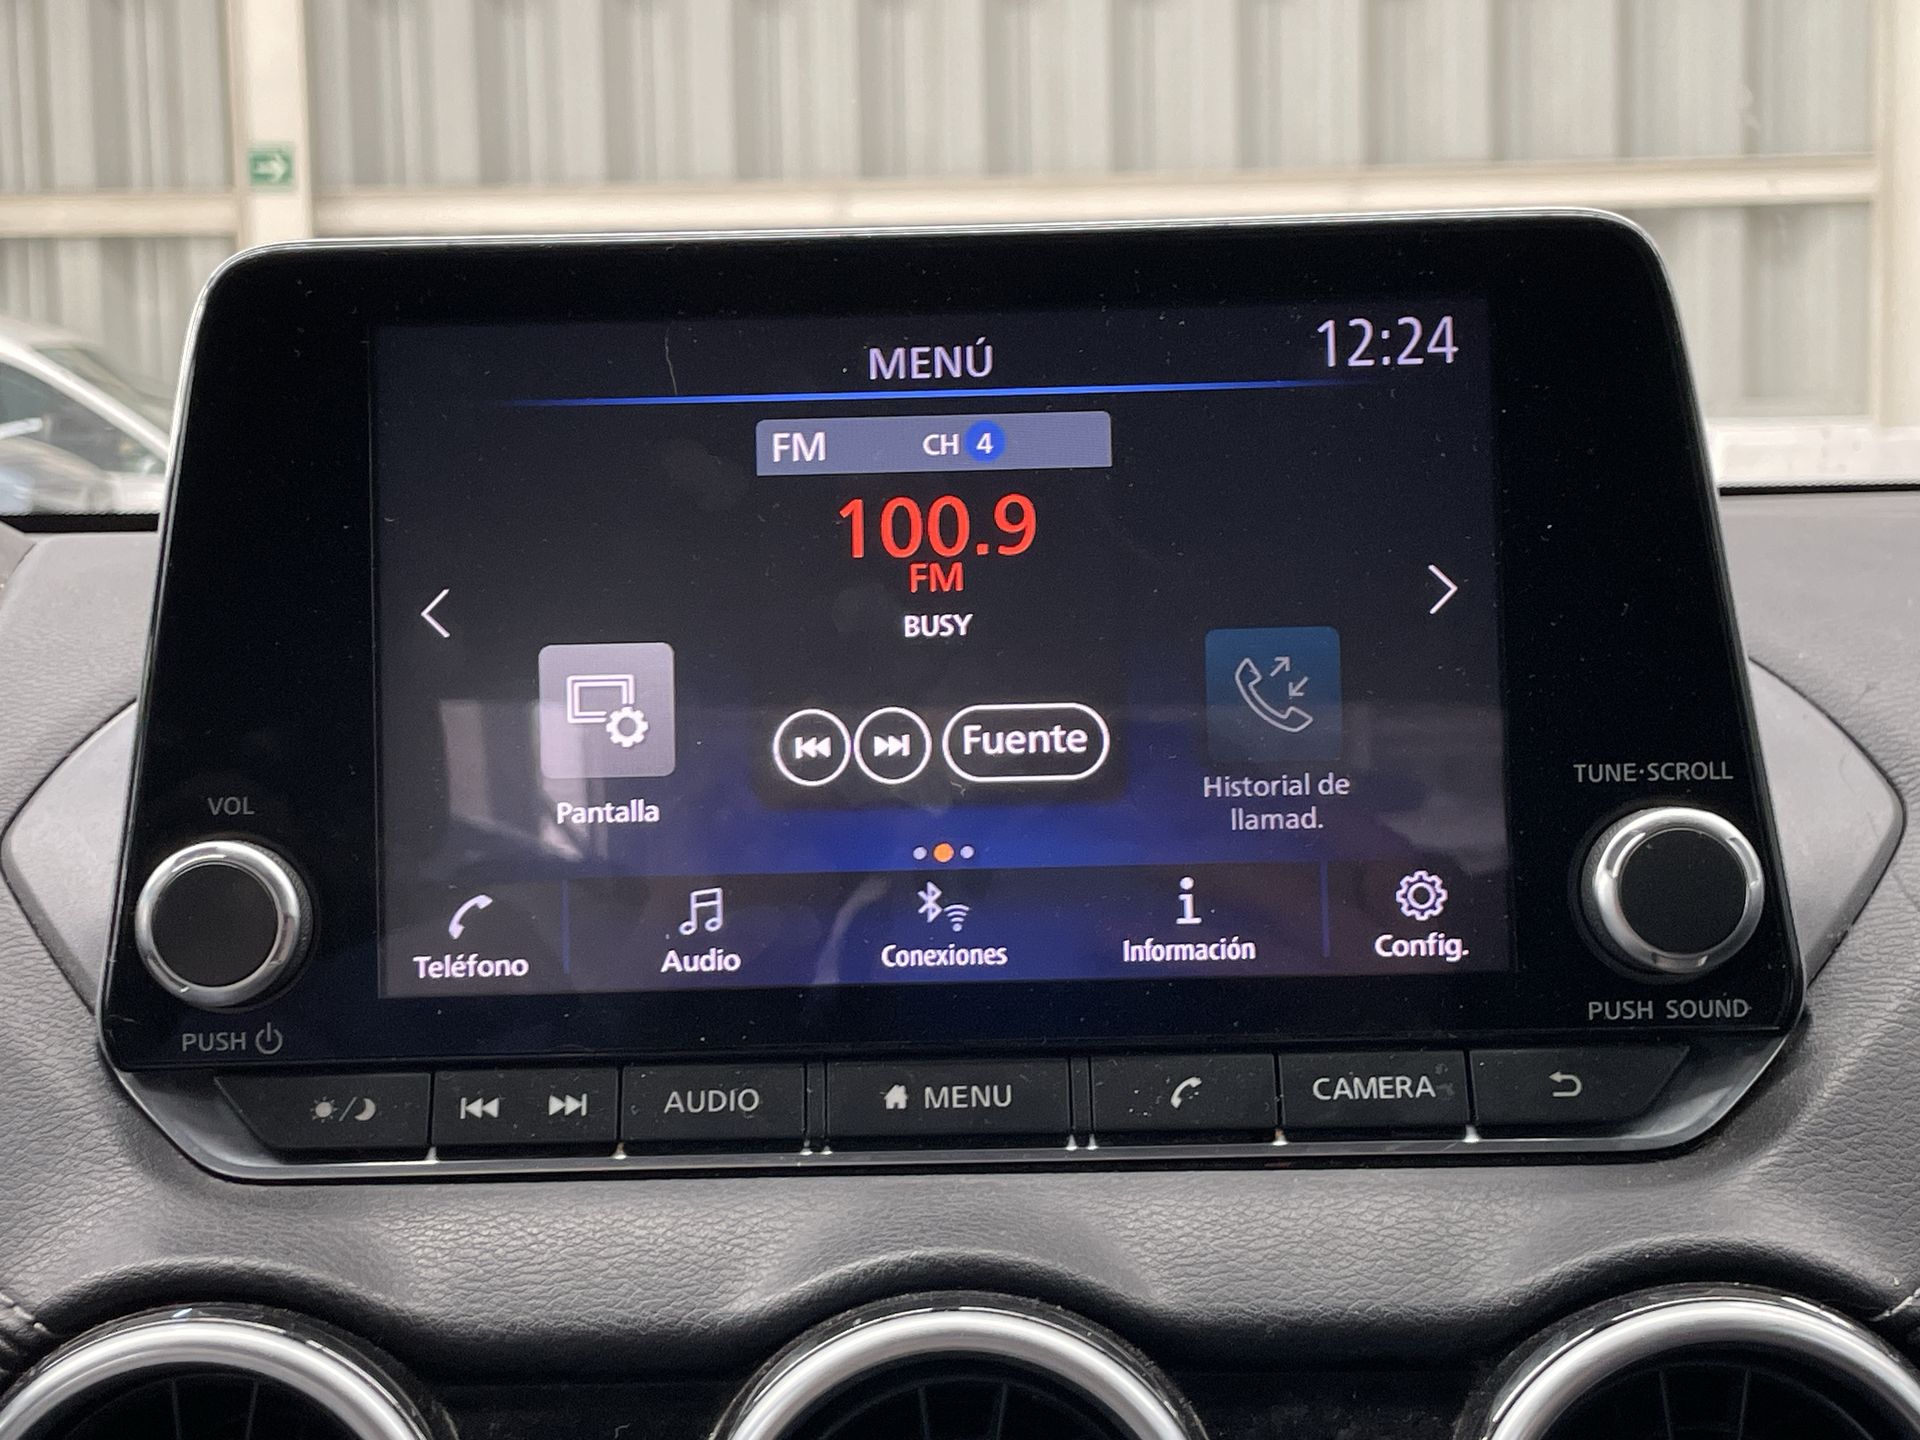 MENÚ
12:24
FM CH 4
100.9
FM
BUSY
Fuente
Pantalla
Historial de
llamad.
Teléfono
Audio
Conexiones
Información
Config.
VOL
PUSH
TUNE·SCROLL
PUSH SOUND
AUDIO
MENU
CAMERA